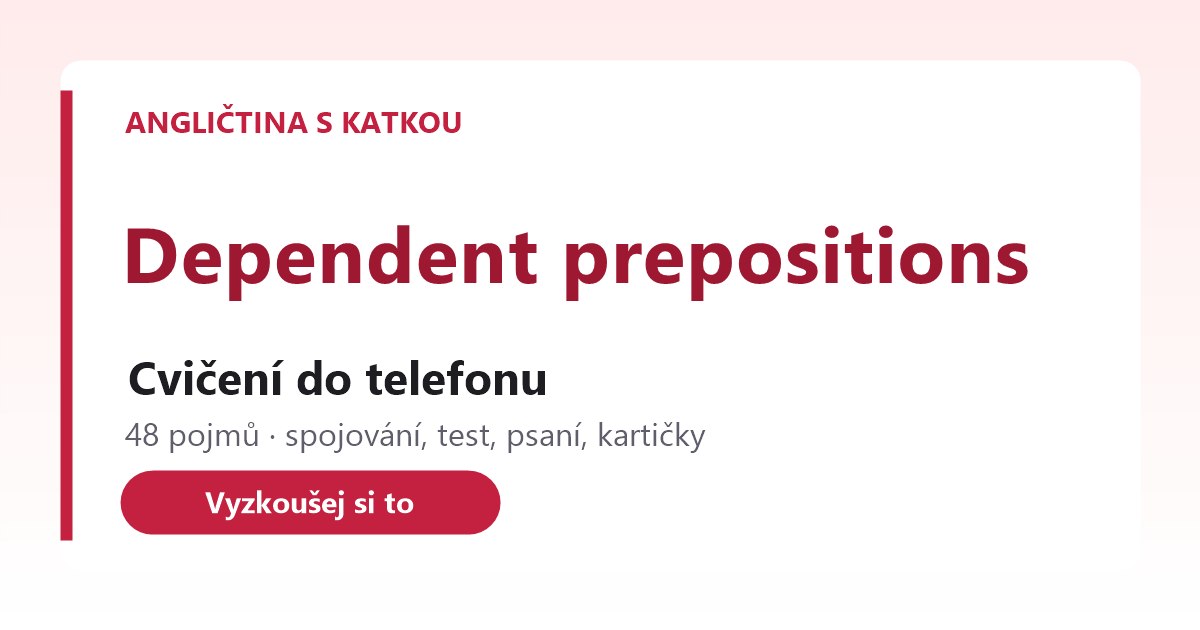 ANGLIČTINA S KATKOU
Dependent prepositions
Cvičení do telefonu
48 pojmů · spojování, test, psaní, kartičky
Vyzkoušej si to